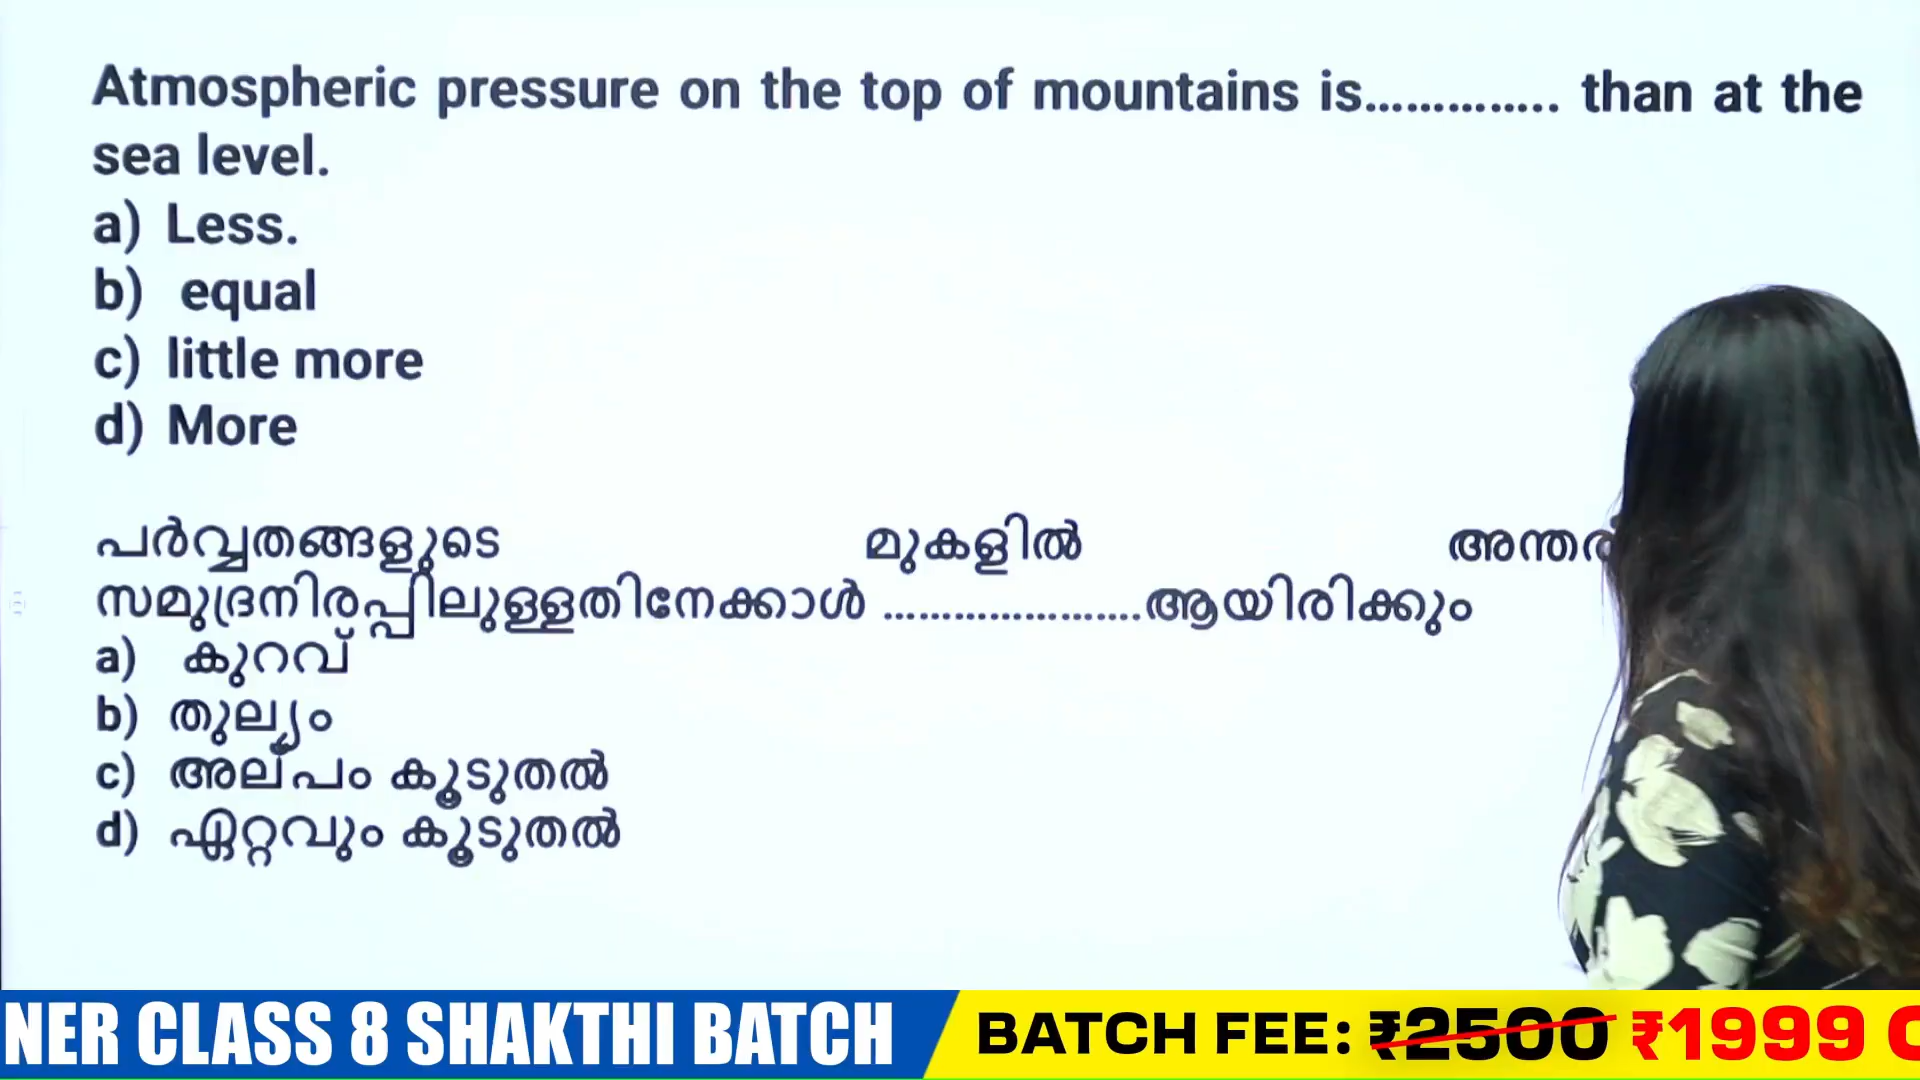 Atmospheric pressure on the top of mountains is.............. than at the
sea level.
a) Less.
b) equal
c) little more
d) More
പർവ്വതങ്ങളുടെ മുകളിൽ
സമുദ്രനിരപ്പിലുള്ളതിനേക്കാൾ ......................ആയിരിക്കും
a) കുറവ്
b) തുല്യം
c) അല്പം കൂടുതൽ
d) ഏറ്റവും കൂടുതൽ
NER CLASS 8 SHAKTHI BATCH BATCH FEE: ₹2500 ₹1999